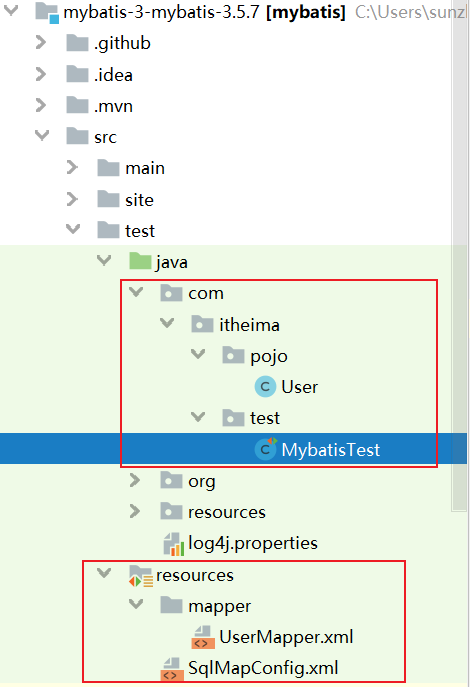 mybatis-3-mybatis-3.5.7 [mybatis] C:\Users\sunz
.github
.idea
.mvn
src
main
site
test
java
com
itheima
pojo
C User
test
C MybatisTest
org
resources
log4j.properties
resources
mapper
UserMapper.xml
SqlMapConfig.xml